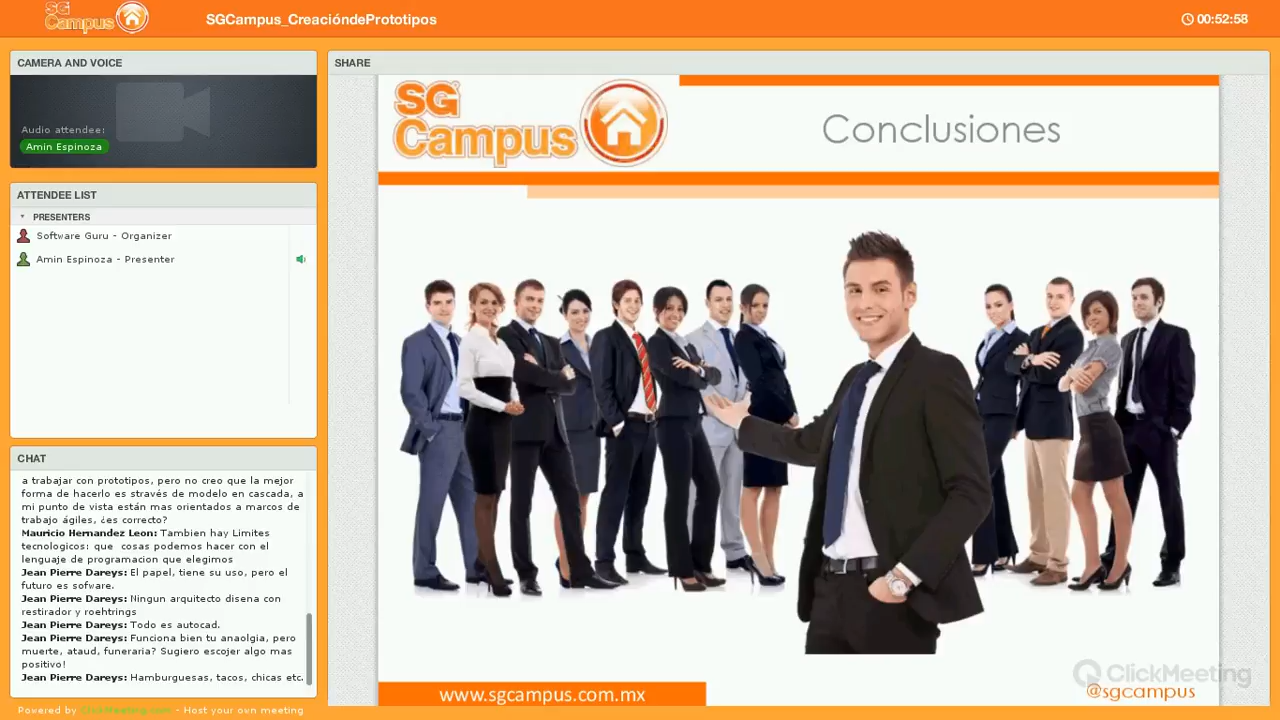 SG
Campus
SGCampus_CreacióndePrototipos
00:52:58
CAMERA AND VOICE
Audio attendee:
Amin Espinoza
ATTENDEE LIST
PRESENTERS
Software Guru - Organizer
Amin Espinoza - Presenter
CHAT
a trabajar con prototipos, pero no creo que la mejor
forma de hacerlo es stravés de modelo en cascada, a
mi punto de vista están mas orientados a marcos de
trabajo ágiles, ¿es correcto?
Mauricio Hernandez Leon: Tambien hay Limites
tecnologicos: que cosas podemos hacer con el
lenguaje de programacion que elegimos
Jean Pierre Dareys: El papel, tiene su uso, pero el
futuro es sofware.
Jean Pierre Dareys: Ningun arquitecto disena con
restirador y roehtrings
Jean Pierre Dareys: Todo es autocad.
Jean Pierre Dareys: Funciona bien tu anaolgia, pero
muerte, ataud, funeraria? Sugiero escojer algo mas
positivo!
Jean Pierre Dareys: Hamburguesas, tacos, chicas etc.
Powered by ClickMeeting.com - Host your own meeting
SHARE
SG
Campus
Conclusiones
www.sgcampus.com.mx
ClickMeeting
@sgcampus